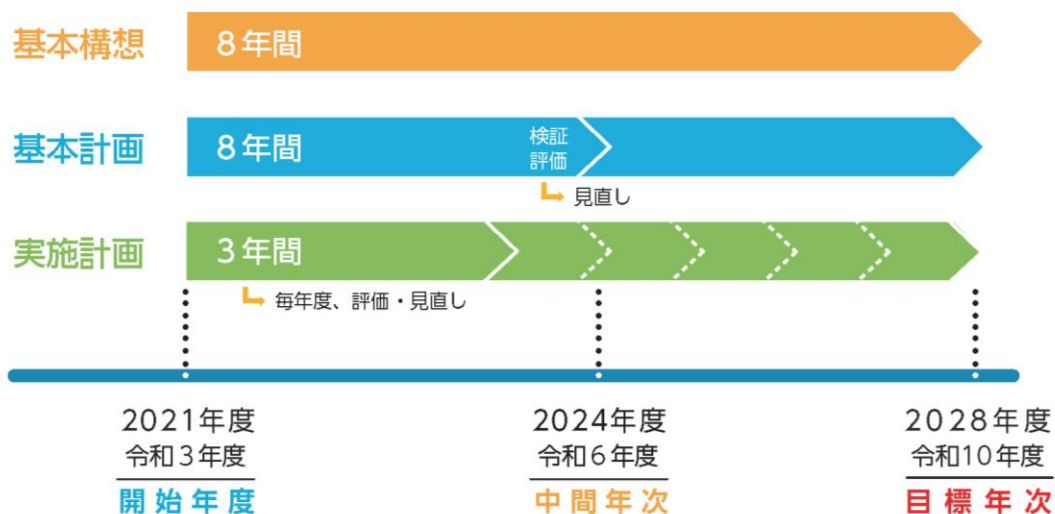 基本構想
8年間
基本計画
8年間
検証
評価
見直し
実施計画
3年間
毎年度、評価・見直し
2021年度
令和3年度
開始年度
2024年度
令和6年度
中間年次
2028年度
令和10年度
目標年次